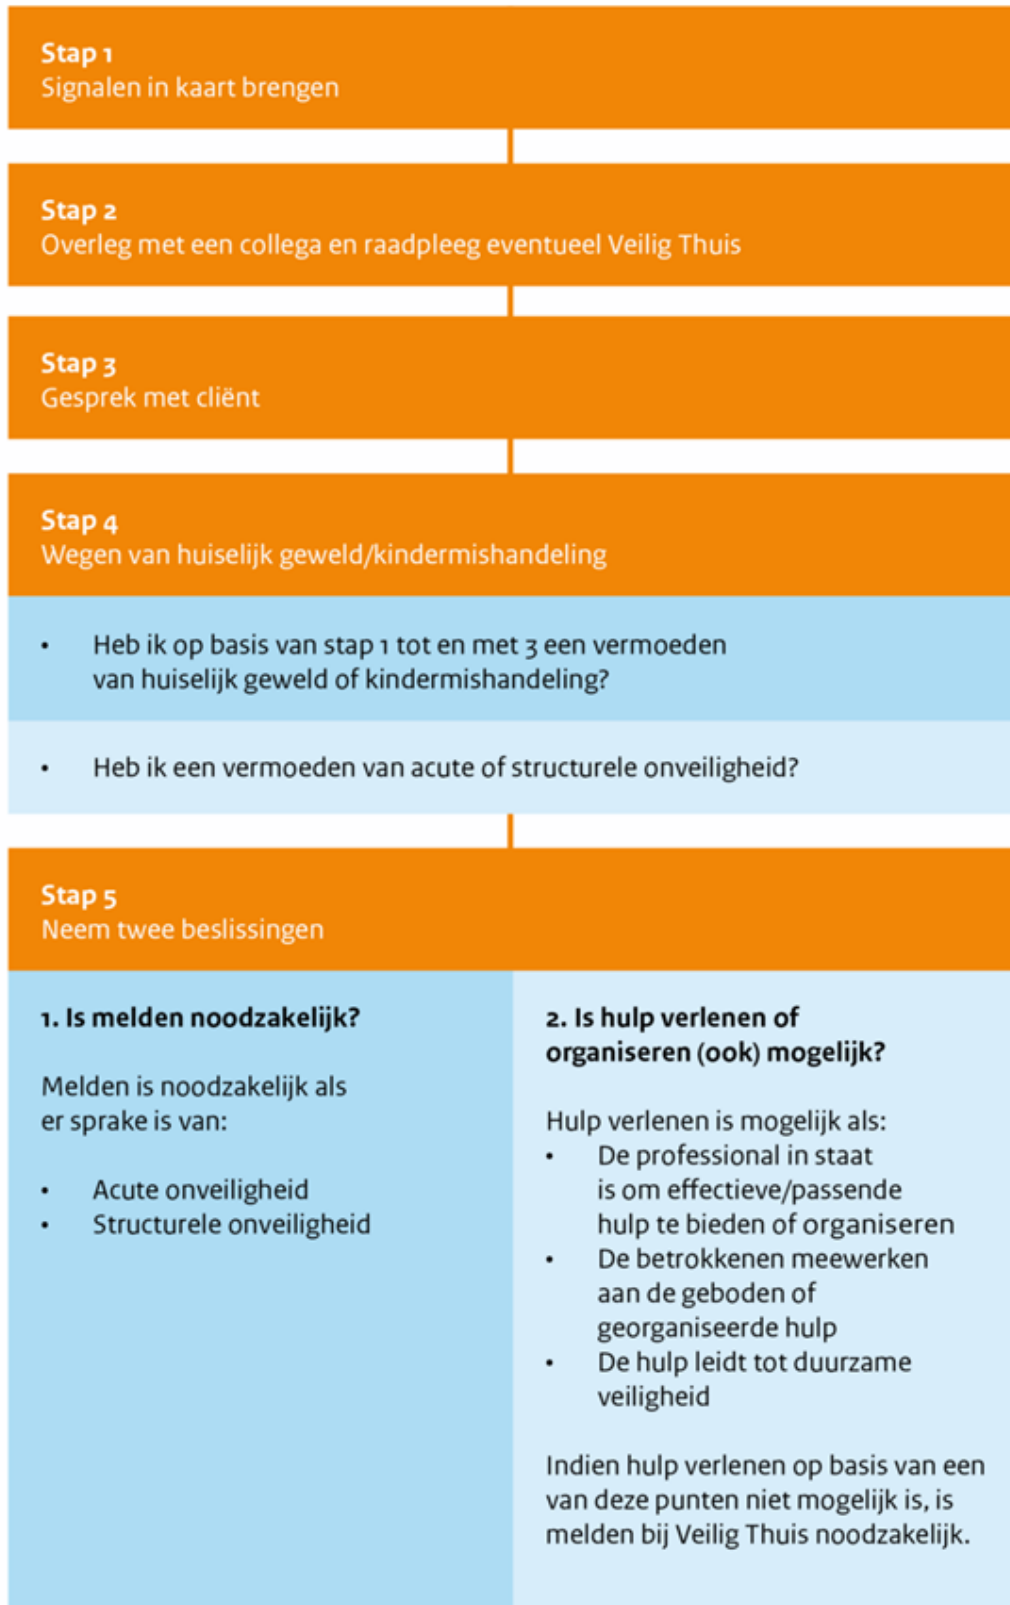 Stap 1
Signalen in kaart brengen
Stap 2
Overleg met een collega en raadpleeg eventueel Veilig Thuis
Stap 3
Gesprek met cliënt
Stap 4
Wegen van huiselijk geweld/kindermishandeling
• Heb ik op basis van stap 1 tot en met 3 een vermoeden
van huiselijk geweld of kindermishandeling?
• Heb ik een vermoeden van acute of structurele onveiligheid?
Stap 5
Neem twee beslissingen
1. Is melden noodzakelijk?
Melden is noodzakelijk als
er sprake is van:
• Acute onveiligheid
• Structurele onveiligheid
2. Is hulp verlenen of
organiseren (ook) mogelijk?
Hulp verlenen is mogelijk als:
• De professional in staat
is om effectieve/passende
hulp te bieden of organiseren
• De betrokkenen meewerken
aan de geboden of
georganiseerde hulp
• De hulp leidt tot duurzame
veiligheid
Indien hulp verlenen op basis van een
van deze punten niet mogelijk is, is
melden bij Veilig Thuis noodzakelijk.